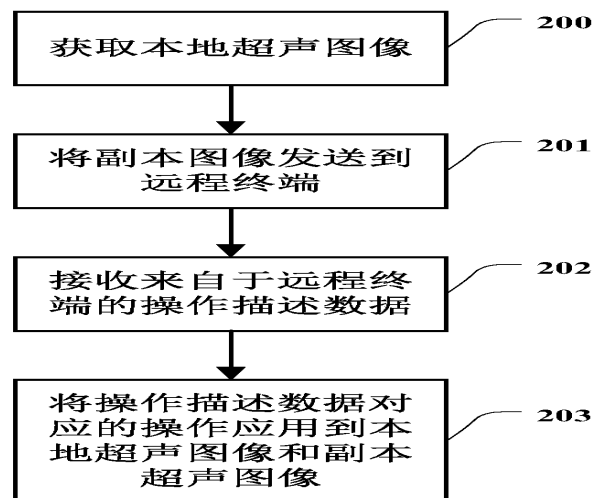 获取本地超声图像
200
将副本图像发送到
远程终端
201
接收来自于远程终
端的操作描述数据
202
将操作描述数据对
应的操作应用到本
地超声图像和副本
超声图像
203